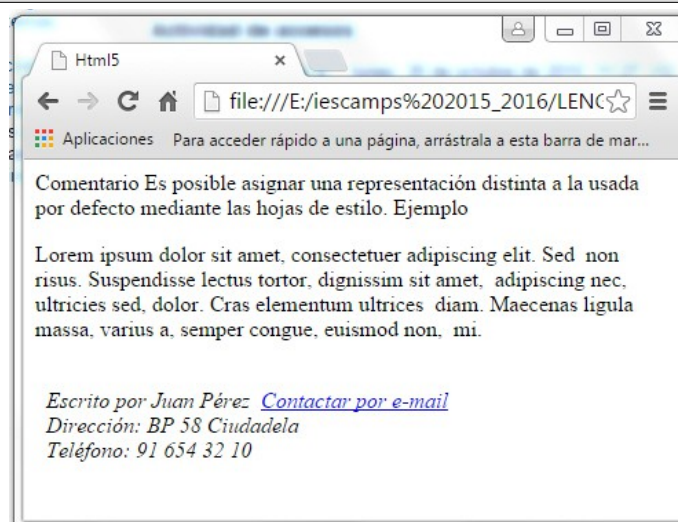 Actividad de accesos
Html5
file:///E:/iescamps%202015_2016/LENC
Aplicaciones Para acceder rápido a una página, arrástrala a esta barra de mar...
Comentario Es posible asignar una representación distinta a la usada
por defecto mediante las hojas de estilo. Ejemplo
Lorem ipsum dolor sit amet, consectetuer adipiscing elit. Sed non
risus. Suspendisse lectus tortor, dignissim sit amet, adipiscing nec,
ultricies sed, dolor. Cras elementum ultrices diam. Maecenas ligula
massa, varius a, semper congue, euismod non, mi.
Escrito por Juan Pérez Contactar por e-mail
Dirección: BP 58 Ciudadela
Teléfono: 91 654 32 10